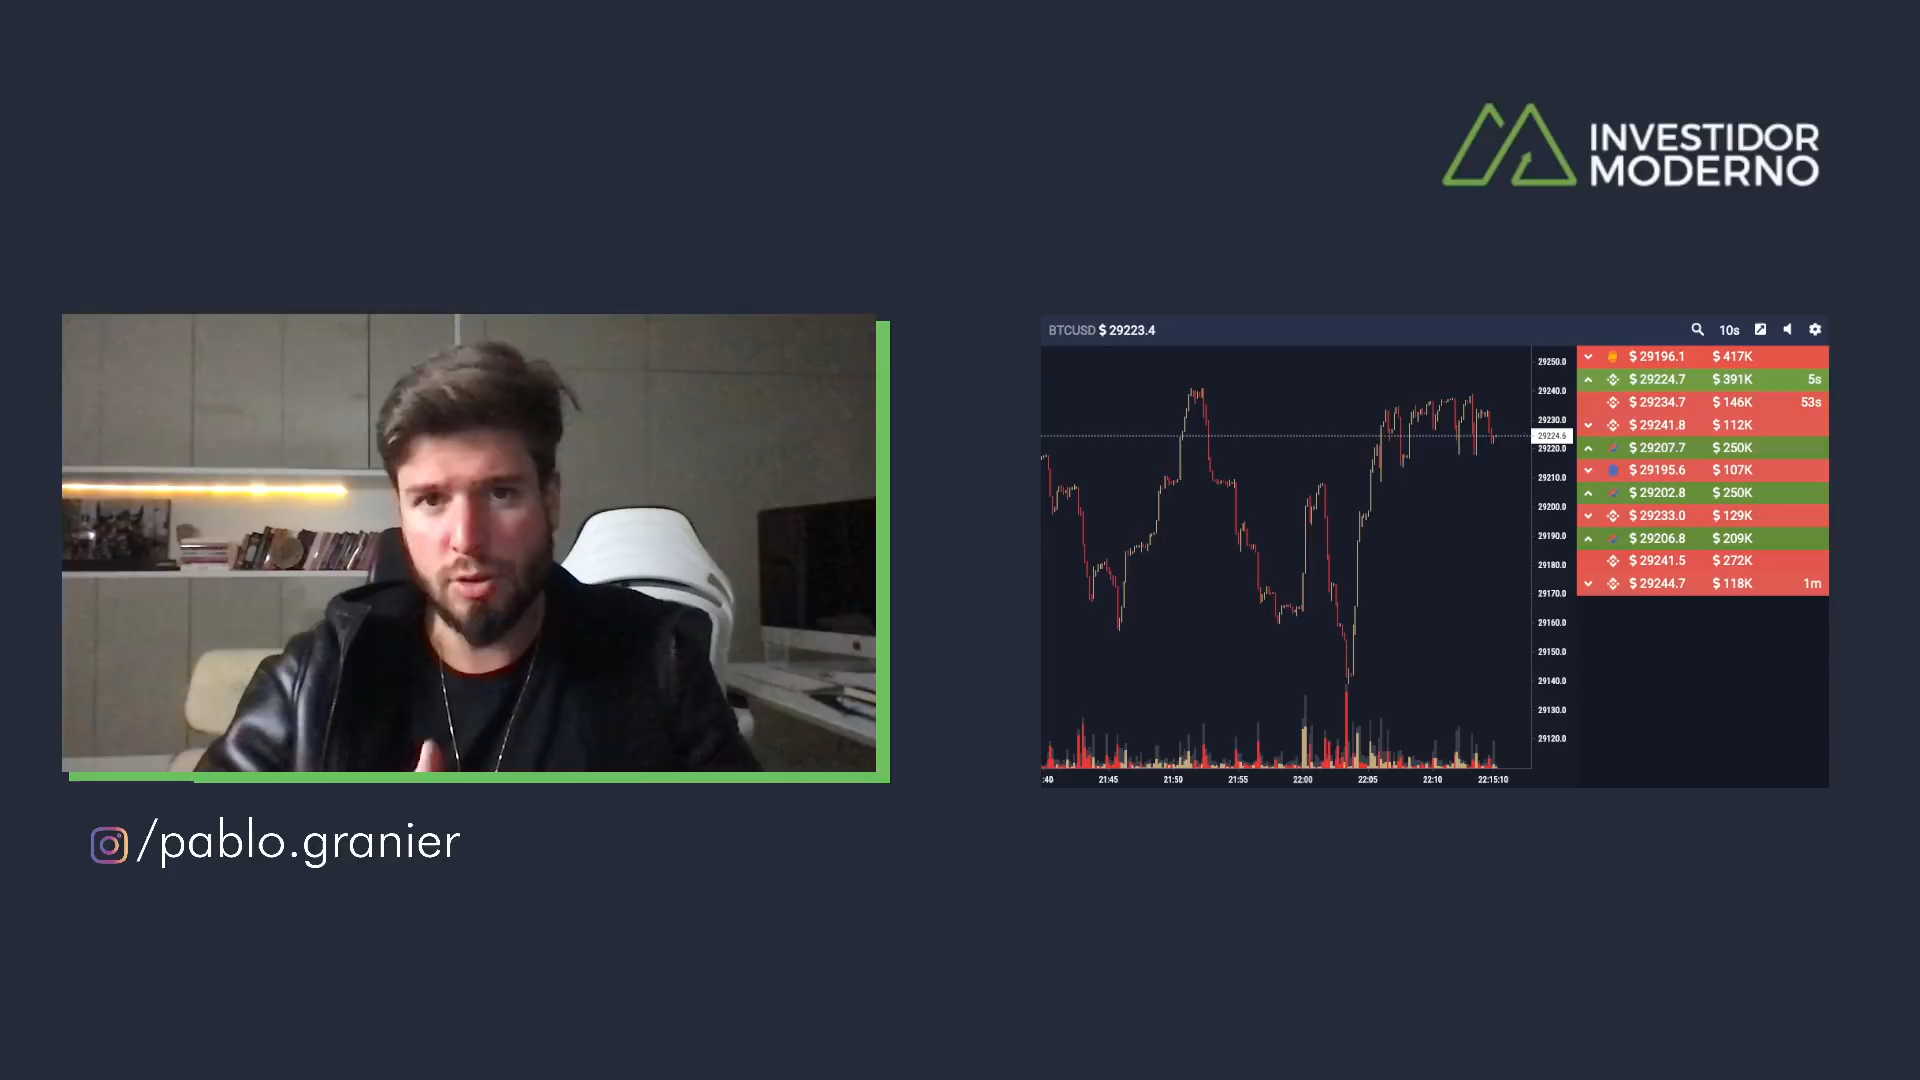 INVESTIDOR
MODERNO
BTCUSD $ 29223.4
10s
29250.0
29240.0
29230.0
29224.6
29220.0
29210.0
29200.0
29190.0
29180.0
29170.0
29160.0
29150.0
29140.0
29130.0
29120.0
:40 21:45 21:50 21:55 22:00 22:05 22:10 22:15:10
$ 29196.1 $ 417K
$ 29224.7 $ 391K 5s
$ 29234.7 $ 146K 53s
$ 29241.8 $ 112K
$ 29207.7 $ 250K
$ 29195.6 $ 107K
$ 29202.8 $ 250K
$ 29233.0 $ 129K
$ 29206.8 $ 209K
$ 29241.5 $ 272K
$ 29244.7 $ 118K 1m
/pablo.granier